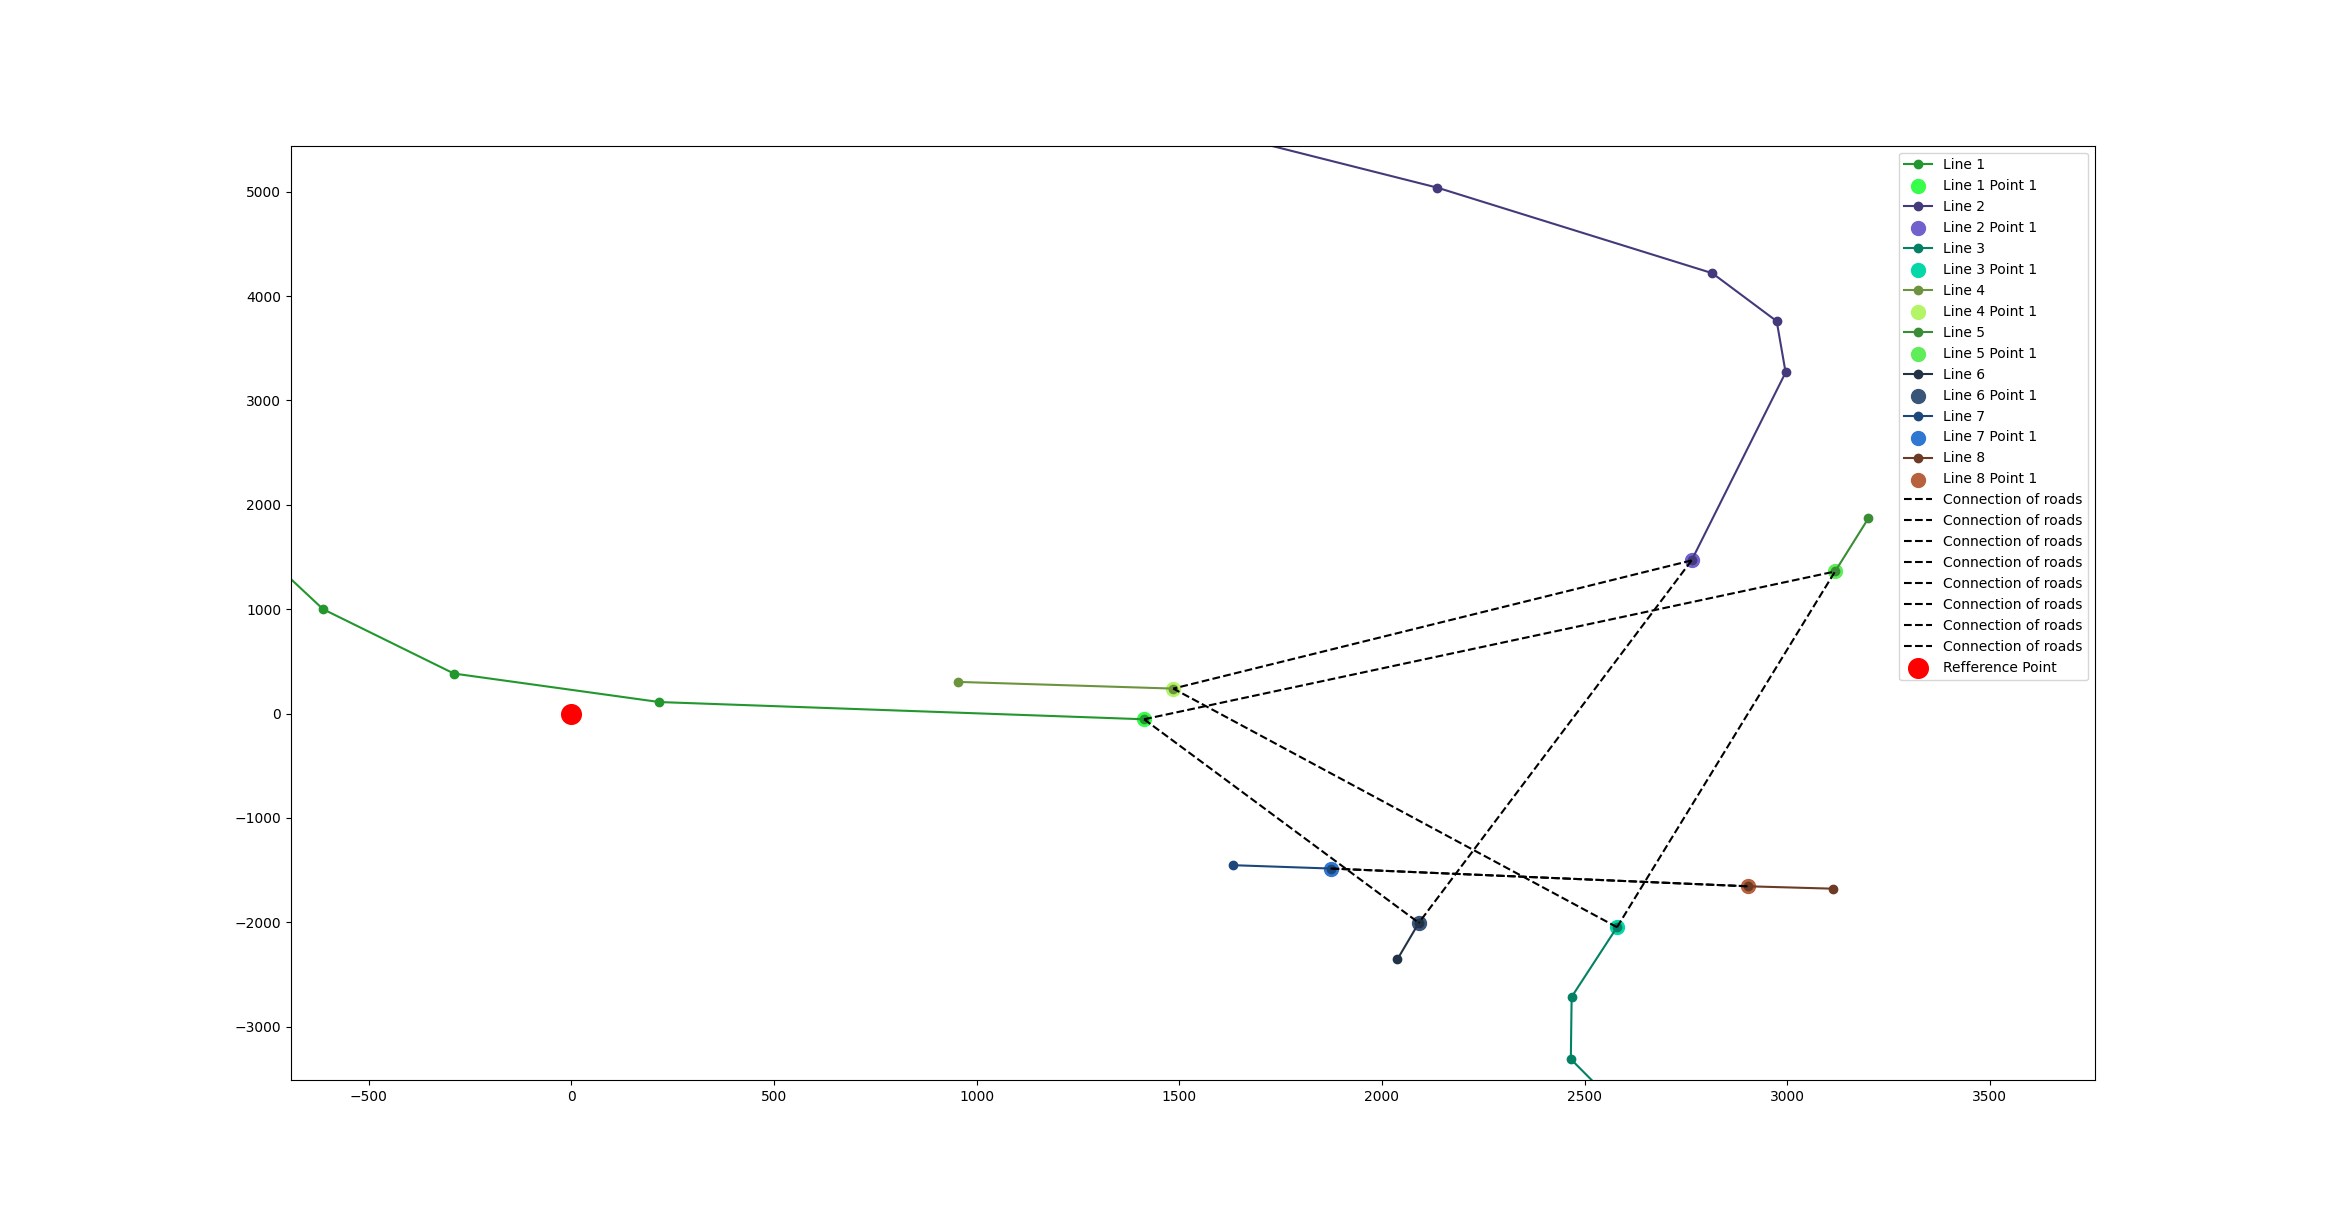 5000
4000
3000
2000
1000
0
−1000
−2000
−3000
−500
0
500
1000
1500
2000
2500
3000
3500
Line 1
Line 1 Point 1
Line 2
Line 2 Point 1
Line 3
Line 3 Point 1
Line 4
Line 4 Point 1
Line 5
Line 5 Point 1
Line 6
Line 6 Point 1
Line 7
Line 7 Point 1
Line 8
Line 8 Point 1
Connection of roads
Connection of roads
Connection of roads
Connection of roads
Connection of roads
Connection of roads
Connection of roads
Connection of roads
Refference Point